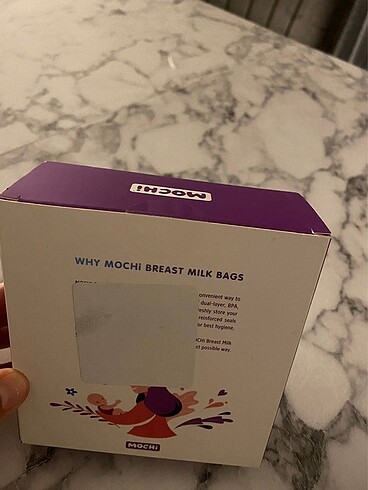 MOCHi
WHY MOCHi BREAST MILK BAGS
onvenient way to
dual-layer, BPA
reshly store your
reinforced seals
or best hygiene.
CHi Breast Milk
st possible way.
MOCHi